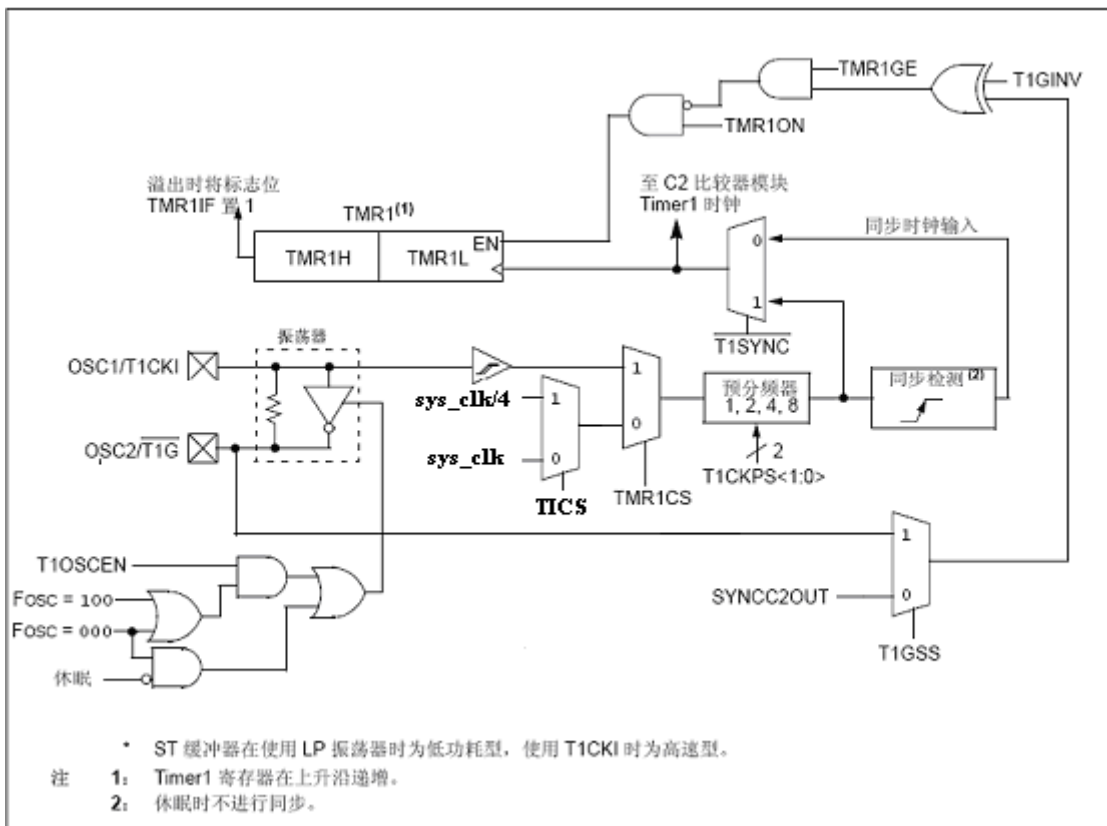 TMR1GE
T1GINV
TMR1ON
溢出时将标志位
TMR1IF 置 1
TMR1(1)
至 C2 比较器模块
Timer1 时钟
同步时钟输入
EN
TMR1H
TMR1L
0
1
T1SYNC
振荡器
OSC1/T1CKI
sys_clk/4
1
1
预分频器
1, 2, 4, 8
同步检测(2)
0
OSC2/T1G
sys_clk
0
2
T1CKPS<1:0>
TICS
TMR1CS
1
T1OSCEN
FOSC = 100
SYNCC2OUT
0
FOSC = 000
T1GSS
休眠
* ST 缓冲器在使用 LP 振荡器时为低功耗型，使用 T1CKI 时为高速型。
注 1: Timer1 寄存器在上升沿递增。
2: 休眠时不进行同步。